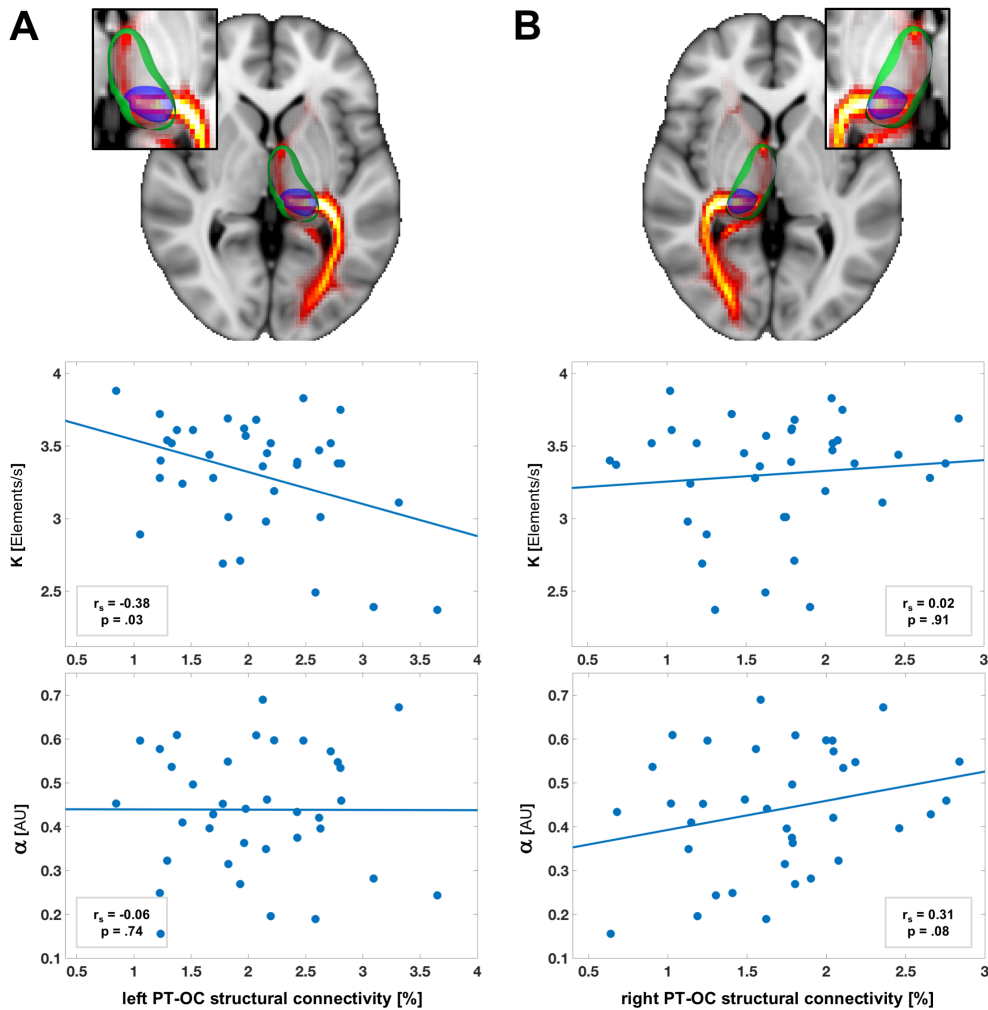 A
B
4
3.5
3
2.5
K [Elements/s]
r_s = -0.38
p = .03
0.5 1 1.5 2 2.5 3 3.5 4
4
3.5
3
2.5
K [Elements/s]
r_s = 0.02
p = .91
0.5 1 1.5 2 2.5 3
0.7
0.6
0.5
0.4
0.3
0.2
0.1
α [AU]
r_s = -0.06
p = .74
0.5 1 1.5 2 2.5 3 3.5 4
left PT-OC structural connectivity [%]
0.7
0.6
0.5
0.4
0.3
0.2
0.1
α [AU]
r_s = 0.31
p = .08
0.5 1 1.5 2 2.5 3
right PT-OC structural connectivity [%]